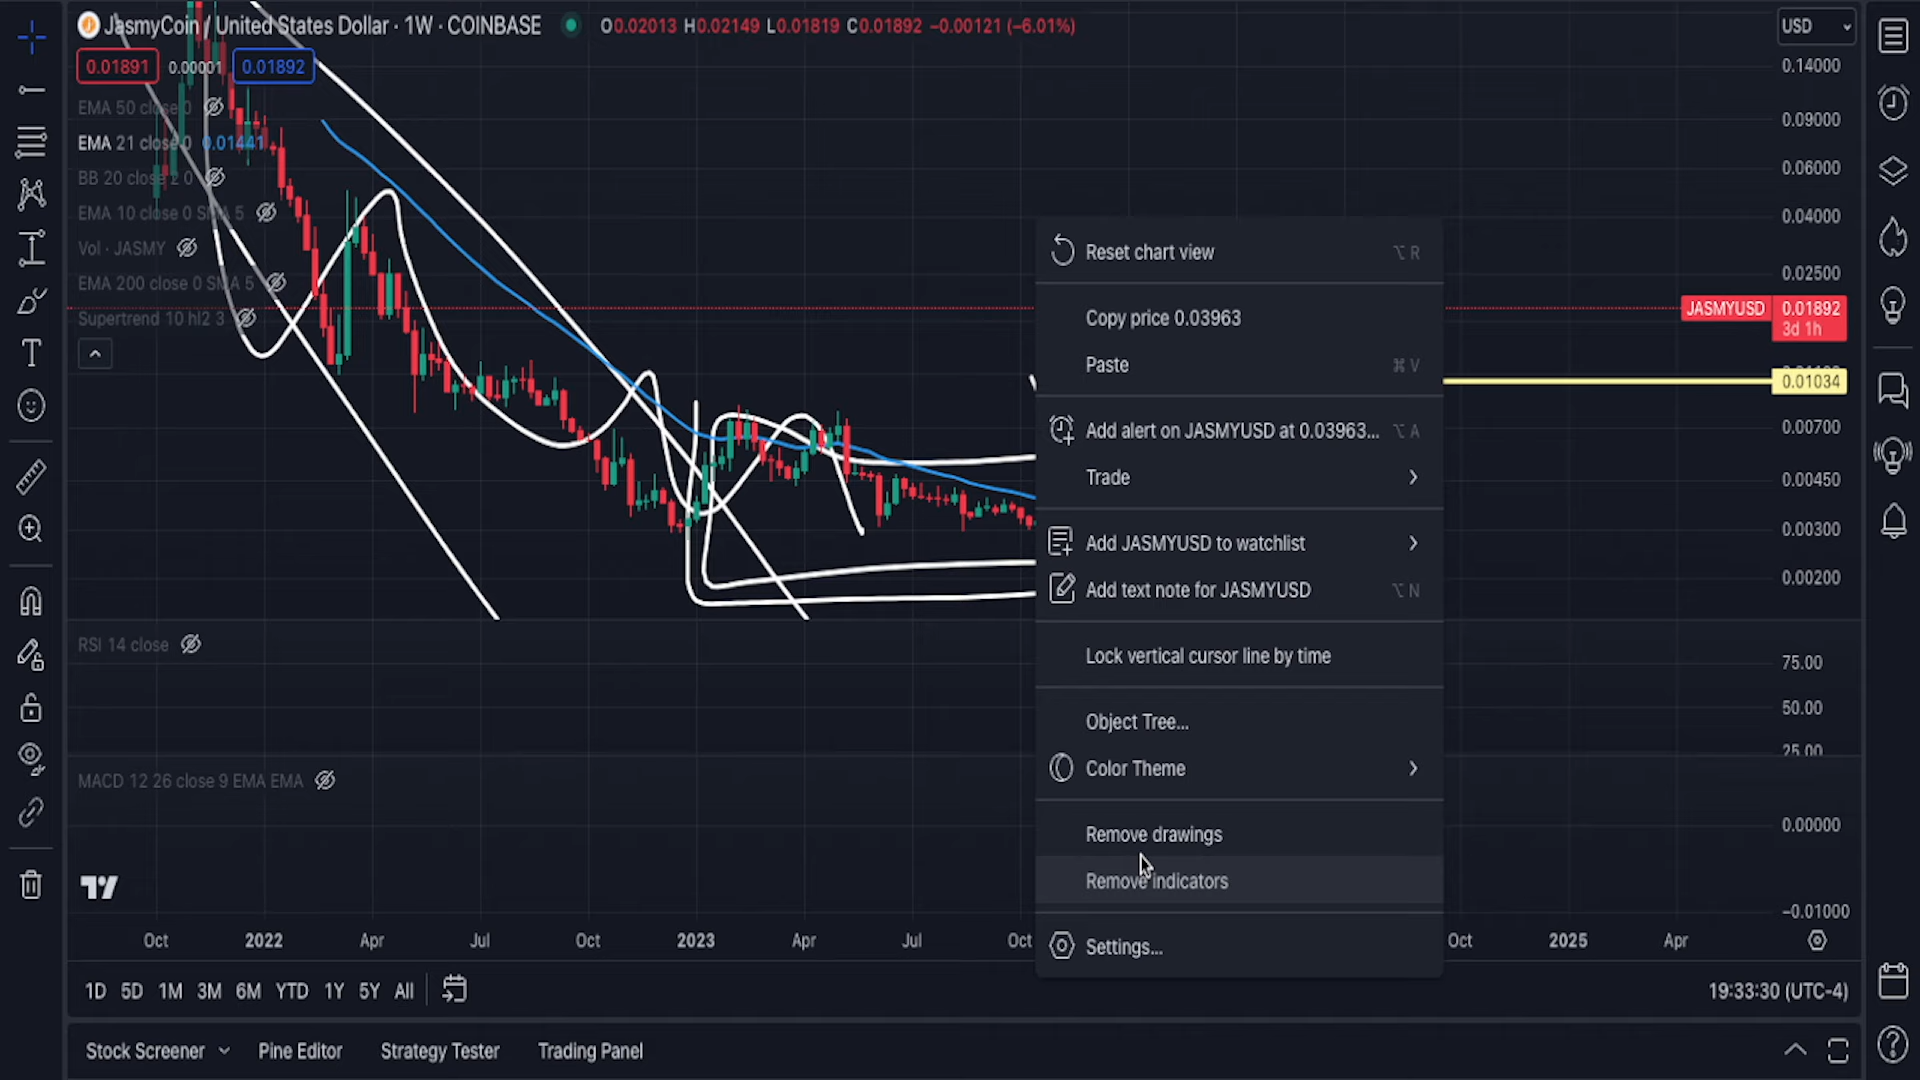 JasmyCoin / United States Dollar · 1W · COINBASE
O0.02013 H0.02149 L0.01819 C0.01892 −0.00121 (−6.01%)
USD
0.01891
0.00001
0.01892
EMA 50 close 0
EMA 21 close 0 0.01441
BB 20 close 2 0
EMA 10 close 0 SMA 5
Vol · JASMY
EMA 200 close 0 SMA 5
Supertrend 10 hl2 3
RSI 14 close
MACD 12 26 close 9 EMA EMA
Reset chart view ⌥ R
Copy price 0.03963
Paste ⌘ V
Add alert on JASMYUSD at 0.03963... ⌥ A
Trade
Add JASMYUSD to watchlist
Add text note for JASMYUSD ⌥ N
Lock vertical cursor line by time
Object Tree...
Color Theme
Remove drawings
Remove indicators
Settings...
0.14000
0.09000
0.06000
0.04000
0.02500
JASMYUSD 0.01892
3d 1h
0.01034
0.00700
0.00450
0.00300
0.00200
75.00
50.00
25.00
0.00000
−0.01000
Oct 2022 Apr Jul Oct 2023 Apr Jul Oct Oct 2025 Apr
1D 5D 1M 3M 6M YTD 1Y 5Y All
19:33:30 (UTC-4)
Stock Screener Pine Editor Strategy Tester Trading Panel